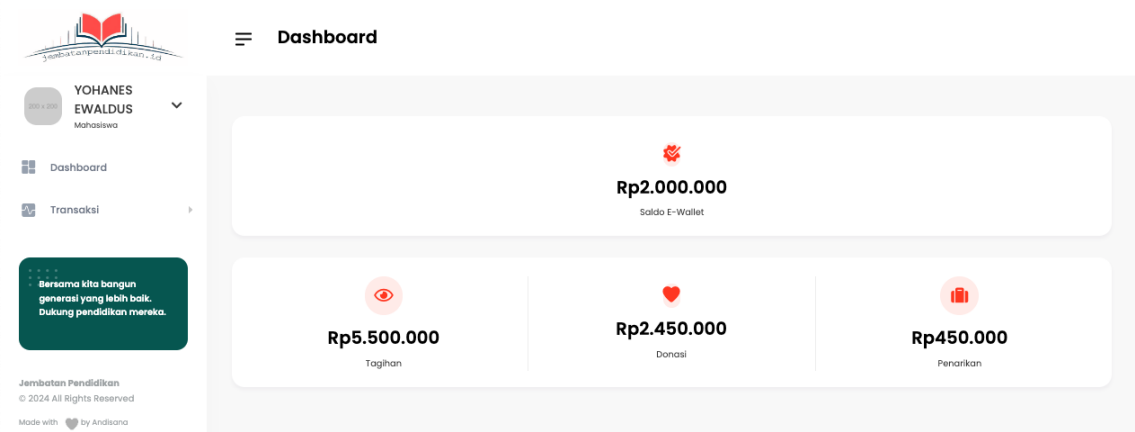 jembatanpendidikan.id
Dashboard
200 x 200
YOHANES
EWALDUS
Mahasiswa
Dashboard
Transaksi
Bersama kita bangun
generasi yang lebih baik.
Dukung pendidikan mereka.
Jembatan Pendidikan
© 2024 All Rights Reserved
Made with by Andisana
Rp2.000.000
Saldo E-Wallet
Rp5.500.000
Tagihan
Rp2.450.000
Donasi
Rp450.000
Penarikan